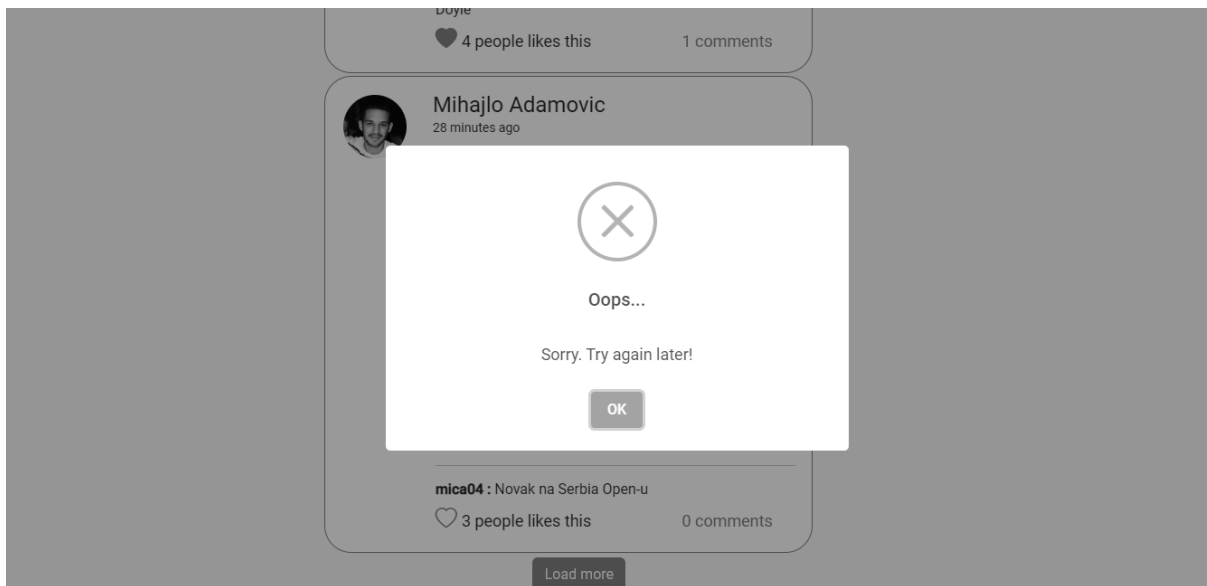 Doyle
4 people likes this 1 comments
Mihajlo Adamovic
28 minutes ago
Oops...
Sorry. Try again later!
OK
mica04 : Novak na Serbia Open-u
3 people likes this 0 comments
Load more